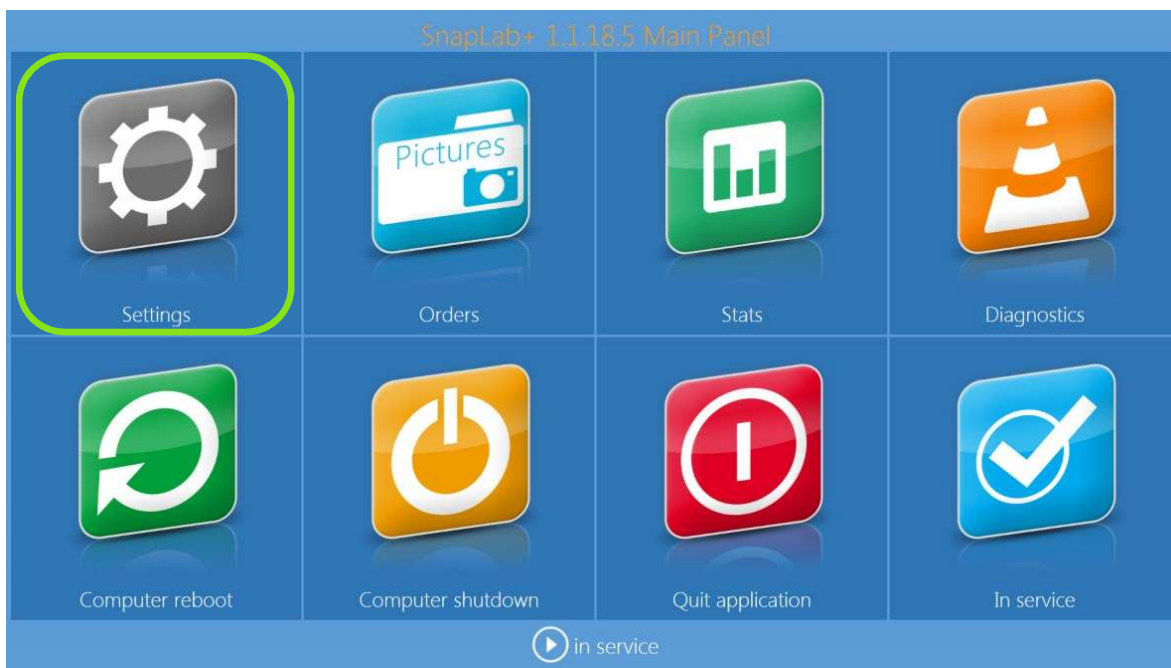 SnapLab+ 1.1.18.5 Main Panel
Pictures
Settings
Orders
Stats
Diagnostics
Computer reboot
Computer shutdown
Quit application
In service
in service